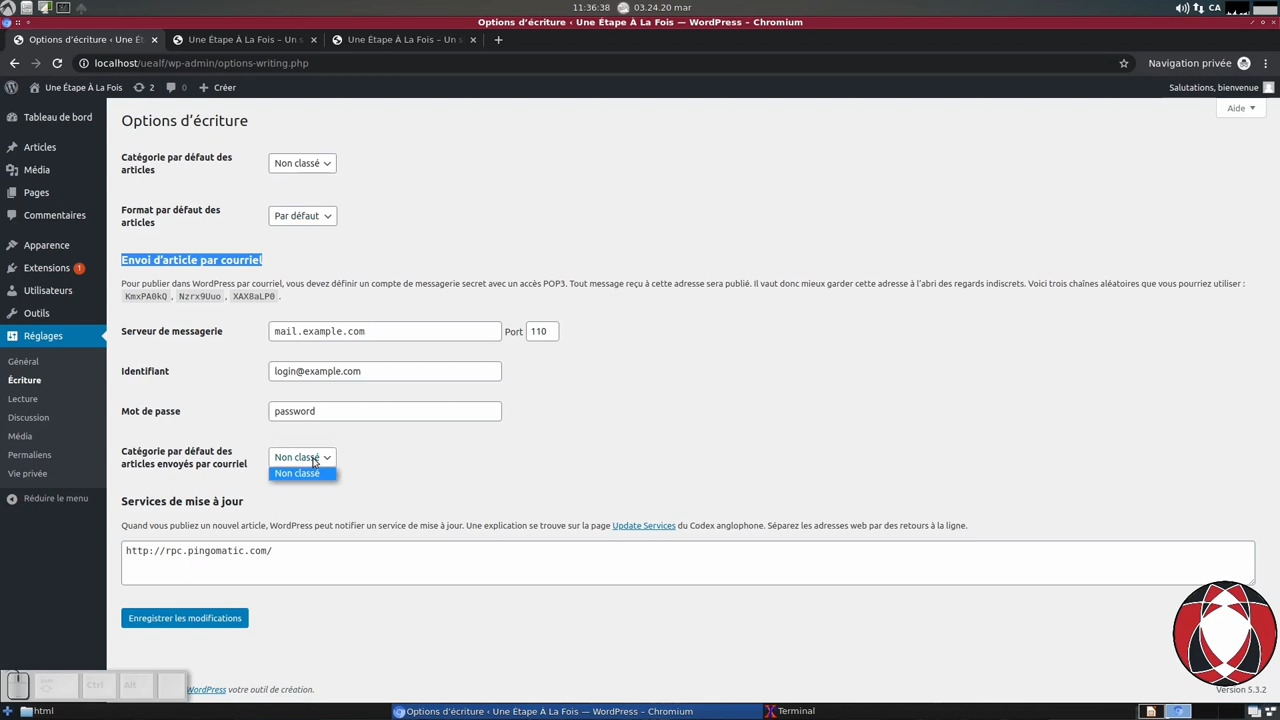 11:36:38
03.24.20 mar
CA
Options d'écriture ‹ Une Étape À La Fois — WordPress – Chromium
Options d'écriture ‹ Une Ét
Une Étape À La Fois – Un s
Une Étape À La Fois – Un s
localhost/uealf/wp-admin/options-writing.php
Navigation privée
Une Étape À La Fois
2
0
Créer
Salutations, bienvenue
Tableau de bord
Articles
Média
Pages
Commentaires
Apparence
Extensions 1
Utilisateurs
Outils
Réglages
Général
Écriture
Lecture
Discussion
Média
Permaliens
Vie privée
Réduire le menu
Aide
Options d'écriture
Catégorie par défaut des
articles
Non classé
Format par défaut des
articles
Par défaut
Envoi d'article par courriel
Pour publier dans WordPress par courriel, vous devez définir un compte de messagerie secret avec un accès POP3. Tout message reçu à cette adresse sera publié. Il vaut donc mieux garder cette adresse à l'abri des regards indiscrets. Voici trois chaînes aléatoires que vous pourriez utiliser :
KmxPA0kQ , Nzrx9Uuo , XAX8aLP0 .
Serveur de messagerie
mail.example.com
Port
110
Identifiant
login@example.com
Mot de passe
password
Catégorie par défaut des
articles envoyés par courriel
Non classé
Non classé
Services de mise à jour
Quand vous publiez un nouvel article, WordPress peut notifier un service de mise à jour. Une explication se trouve sur la page Update Services du Codex anglophone. Séparez les adresses web par des retours à la ligne.
http://rpc.pingomatic.com/
Enregistrer les modifications
Ctrl
Alt
WordPress votre outil de création.
Version 5.3.2
html
Options d'écriture ‹ Une Étape À La Fois — WordPress – Chromium
Terminal